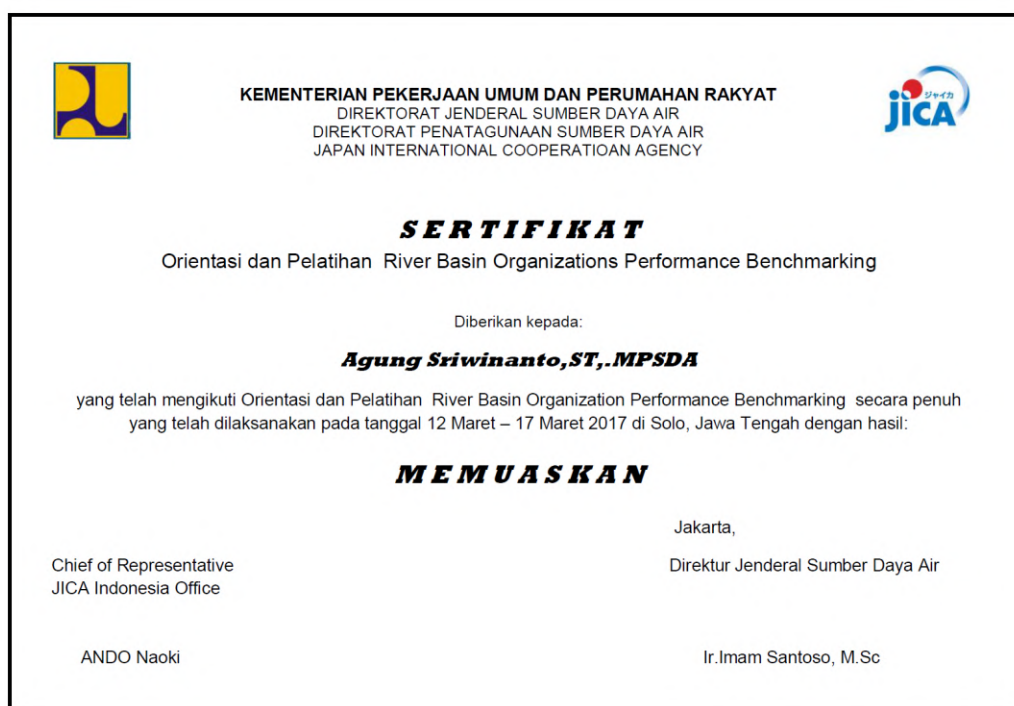 KEMENTERIAN PEKERJAAN UMUM DAN PERUMAHAN RAKYAT
DIREKTORAT JENDERAL SUMBER DAYA AIR
DIREKTORAT PENATAGUNAAN SUMBER DAYA AIR
JAPAN INTERNATIONAL COOPERATIOAN AGENCY
ジャイカ
JICA
SERTIFIKAT
Orientasi dan Pelatihan River Basin Organizations Performance Benchmarking
Diberikan kepada:
Agung Sriwinanto,ST,.MPSDA
yang telah mengikuti Orientasi dan Pelatihan River Basin Organization Performance Benchmarking secara penuh
yang telah dilaksanakan pada tanggal 12 Maret – 17 Maret 2017 di Solo, Jawa Tengah dengan hasil:
MEMUASKAN
Jakarta,
Chief of Representative
JICA Indonesia Office
Direktur Jenderal Sumber Daya Air
ANDO Naoki
Ir.Imam Santoso, M.Sc